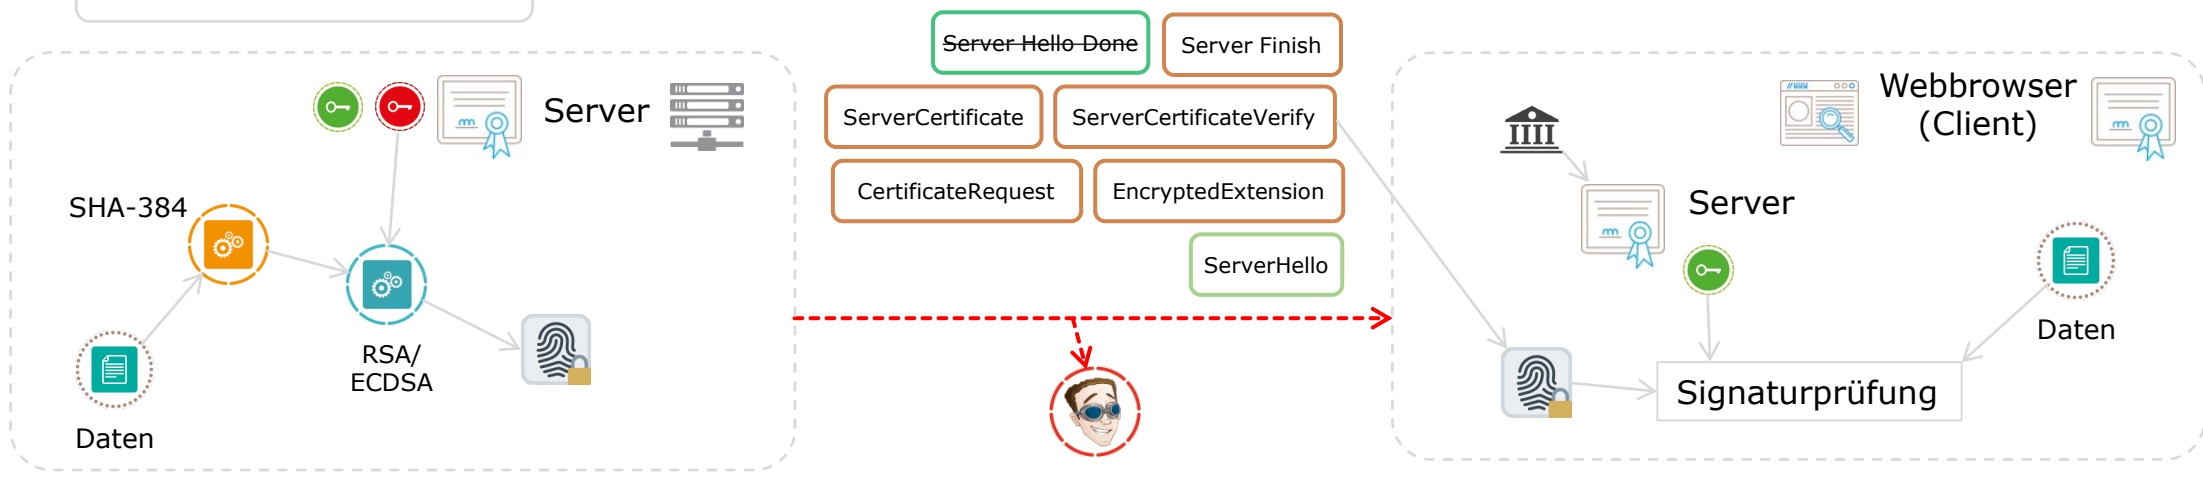 Server Hello Done
Server Finish
Server
ServerCertificate
ServerCertificateVerify
Webbrowser
(Client)
CertificateRequest
EncryptedExtension
SHA-384
Server
ServerHello
RSA/
ECDSA
Daten
Daten
Signaturprüfung